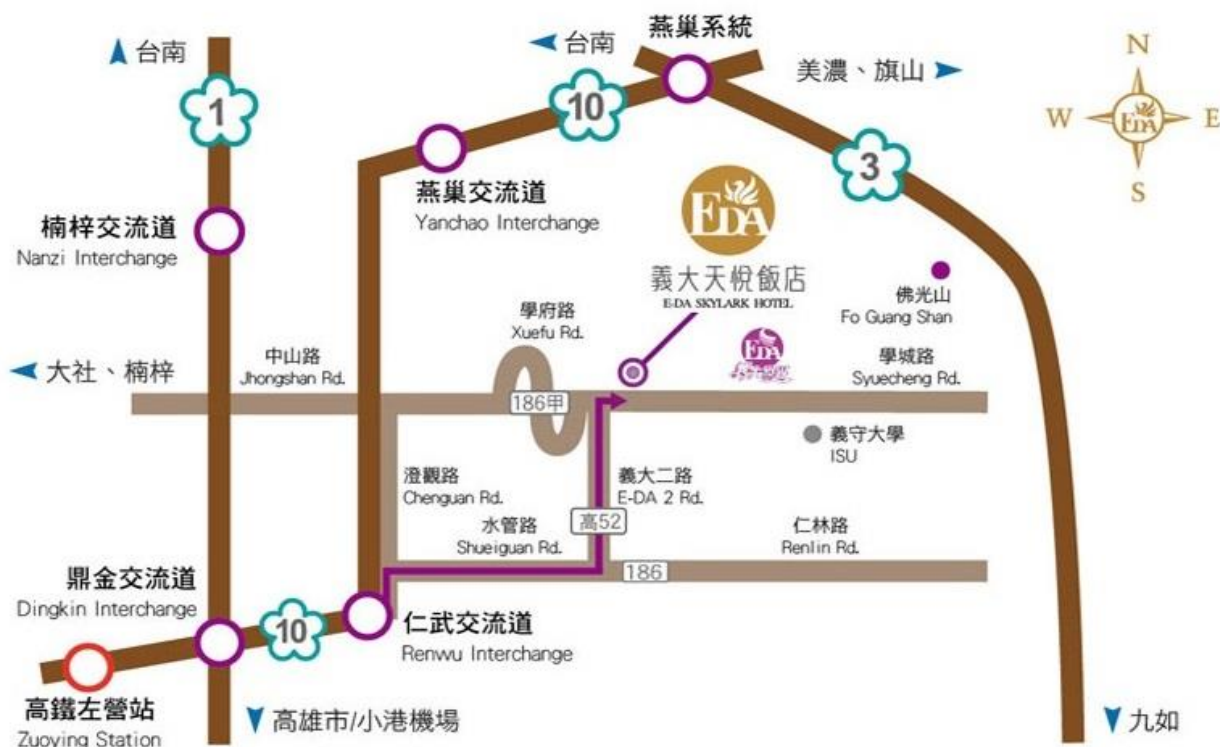 台南
1
楠梓交流道
Nanzi Interchange
台南
10
燕巢系統
美濃、旗山
3
燕巢交流道
Yanchao Interchange
N
W
EDA
E
S
EDA
義大天悅飯店
E-DA SKYLARK HOTEL
佛光山
Fo Guang Shan
學府路
Xuefu Rd.
EDA
大社、楠梓
中山路
Jhongshan Rd.
186甲
學城路
Syuecheng Rd.
義守大學
ISU
澄觀路
Chenguan Rd.
義大二路
E-DA 2 Rd.
水管路
Shueiguan Rd.
高52
仁林路
Renlin Rd.
186
鼎金交流道
Dingkin Interchange
10
仁武交流道
Renwu Interchange
高鐵左營站
Zuoying Station
高雄市/小港機場
九如